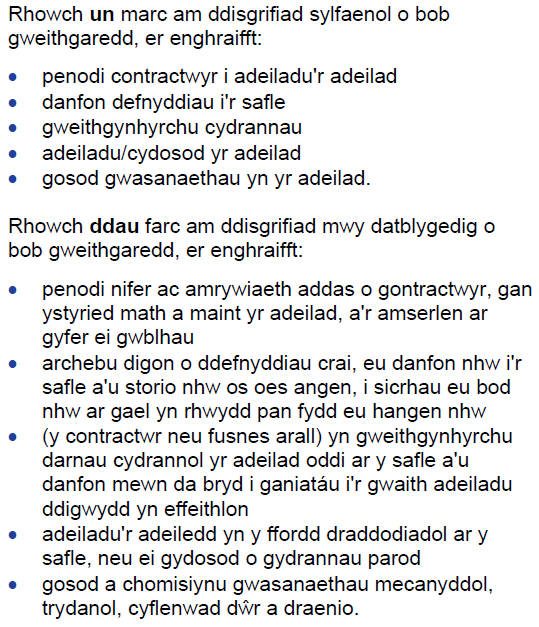 Rhowch un marc am ddisgrifiad sylfaenol o bob
gweithgaredd, er enghraifft:
• penodi contractwyr i adeiladu'r adeilad
• danfon defnyddiau i'r safle
• gweithgynhyrchu cydrannau
• adeiladu/cydosod yr adeilad
• gosod gwasanaethau yn yr adeilad.
Rhowch ddau farc am ddisgrifiad mwy datblygedig o
bob gweithgaredd, er enghraifft:
• penodi nifer ac amrywiaeth addas o gontractwyr, gan
ystyried math a maint yr adeilad, a'r amserlen ar
gyfer ei gwblhau
• archebu digon o ddefnyddiau crai, eu danfon nhw i'r
safle a'u storio nhw os oes angen, i sicrhau eu bod
nhw ar gael yn rhwydd pan fydd eu hangen nhw
• (y contractwr neu fusnes arall) yn gweithgynhyrchu
darnau cydrannol yr adeilad oddi ar y safle a'u
danfon mewn da bryd i ganiatáu i'r gwaith adeiladu
ddigwydd yn effeithlon
• adeiladu'r adeiledd yn y ffordd draddodiadol ar y
safle, neu ei gydosod o gydrannau parod
• gosod a chomisiynu gwasanaethau mecanyddol,
trydanol, cyflenwad dŵr a draenio.